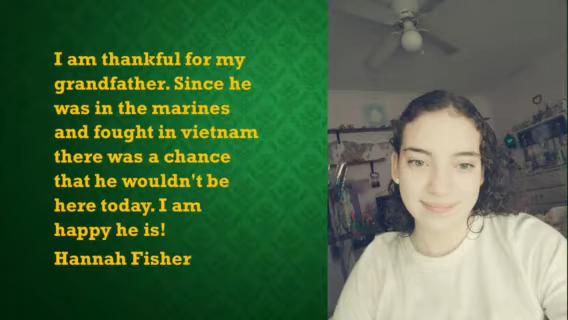 I am thankful for my
grandfather. Since he
was in the marines
and fought in vietnam
there was a chance
that he wouldn't be
here today. I am
happy he is!
Hannah Fisher